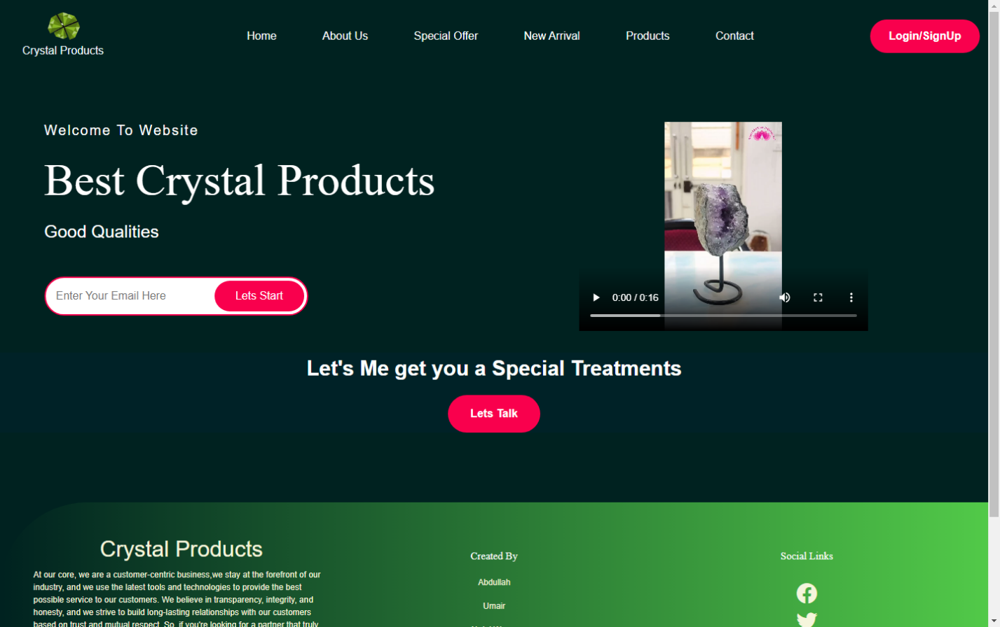 Crystal Products
Home
About Us
Special Offer
New Arrival
Products
Contact
Login/SignUp
Welcome To Website
Best Crystal Products
Good Qualities
Enter Your Email Here
Lets Start
0:00 / 0:16
Let's Me get you a Special Treatments
Lets Talk
Crystal Products
At our core, we are a customer-centric business,we stay at the forefront of our
industry, and we use the latest tools and technologies to provide the best
possible service to our customers. We believe in transparency, integrity, and
honesty, and we strive to build long-lasting relationships with our customers
based on trust and mutual respect. So, if you're looking for a partner that truly
Created By
Abdullah
Umair
Social Links